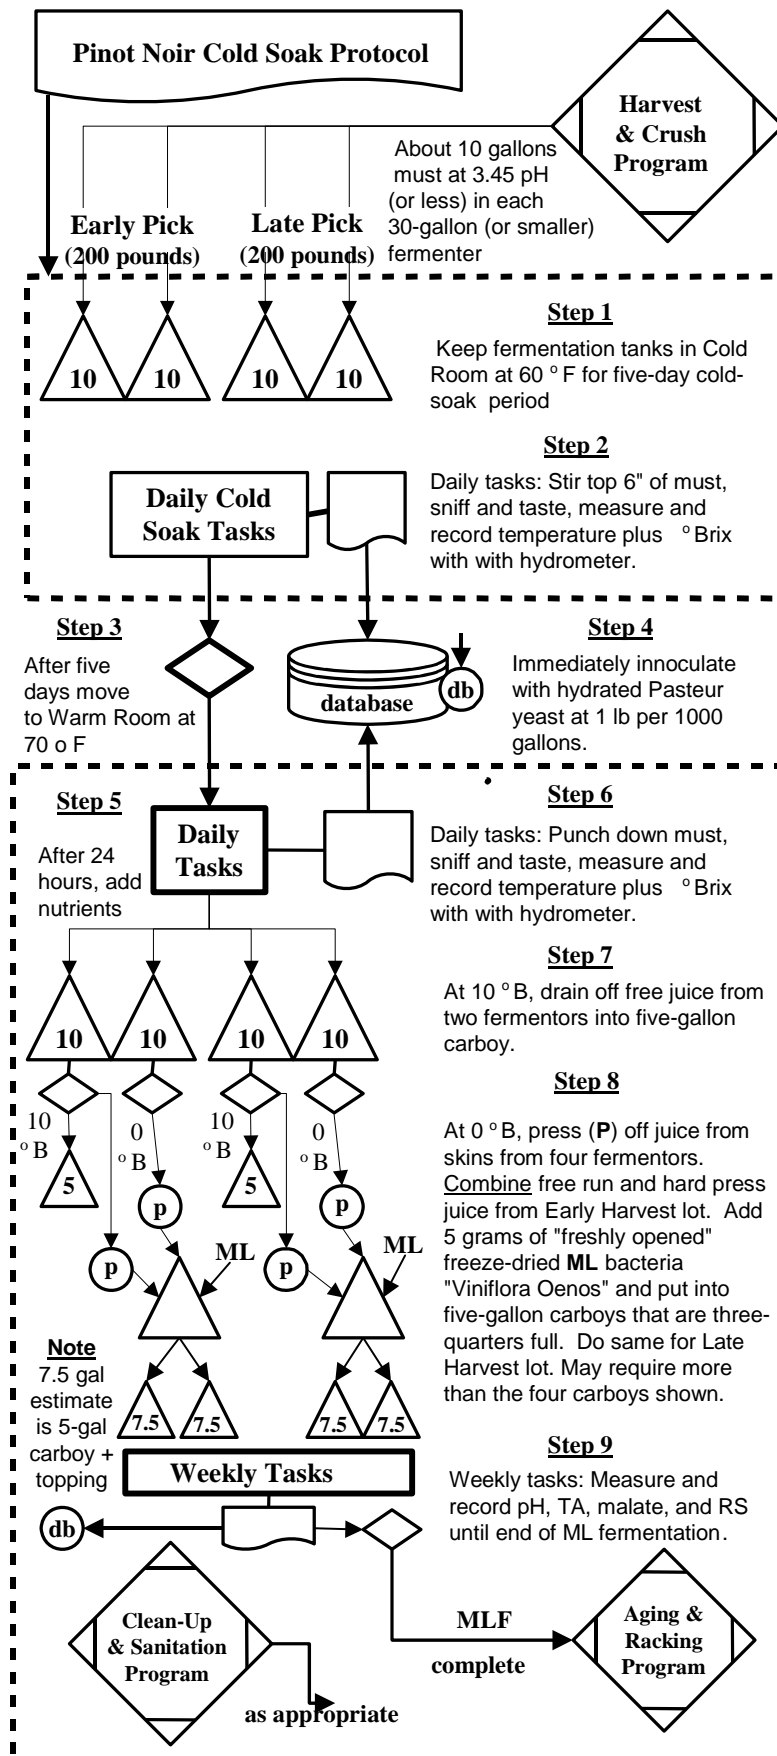 Pinot Noir Cold Soak Protocol
Harvest
& Crush
Program
About 10 gallons
must at 3.45 pH
(or less) in each
30-gallon (or smaller)
fermenter
Early Pick
(200 pounds)
Late Pick
(200 pounds)
10
10
10
10
Step 1
Keep fermentation tanks in Cold
Room at 60 ° F for five-day cold-
soak period
Step 2
Daily Cold
Soak Tasks
Daily tasks: Stir top 6" of must,
sniff and taste, measure and
record temperature plus ° Brix
with with hydrometer.
Step 3
After five
days move
to Warm Room at
70 o F
database
db
Step 4
Immediately innoculate
with hydrated Pasteur
yeast at 1 lb per 1000
gallons.
Step 5
After 24
hours, add
nutrients
Daily
Tasks
Step 6
Daily tasks: Punch down must,
sniff and taste, measure and
record temperature plus ° Brix
with with hydrometer.
Step 7
At 10 ° B, drain off free juice from
two fermentors into five-gallon
carboy.
10
10
10
10
10
° B
0
° B
10
° B
0
° B
5
5
p
p
p
p
ML
ML
Step 8
At 0 ° B, press (P) off juice from
skins from four fermentors.
Combine free run and hard press
juice from Early Harvest lot. Add
5 grams of "freshly opened"
freeze-dried ML bacteria
"Viniflora Oenos" and put into
five-gallon carboys that are three-
quarters full. Do same for Late
Harvest lot. May require more
than the four carboys shown.
Note
7.5 gal
estimate
is 5-gal
carboy +
topping
7.5
7.5
7.5
7.5
Weekly Tasks
Step 9
Weekly tasks: Measure and
record pH, TA, malate, and RS
until end of ML fermentation.
db
Clean-Up
& Sanitation
Program
as appropriate
MLF
complete
Aging &
Racking
Program